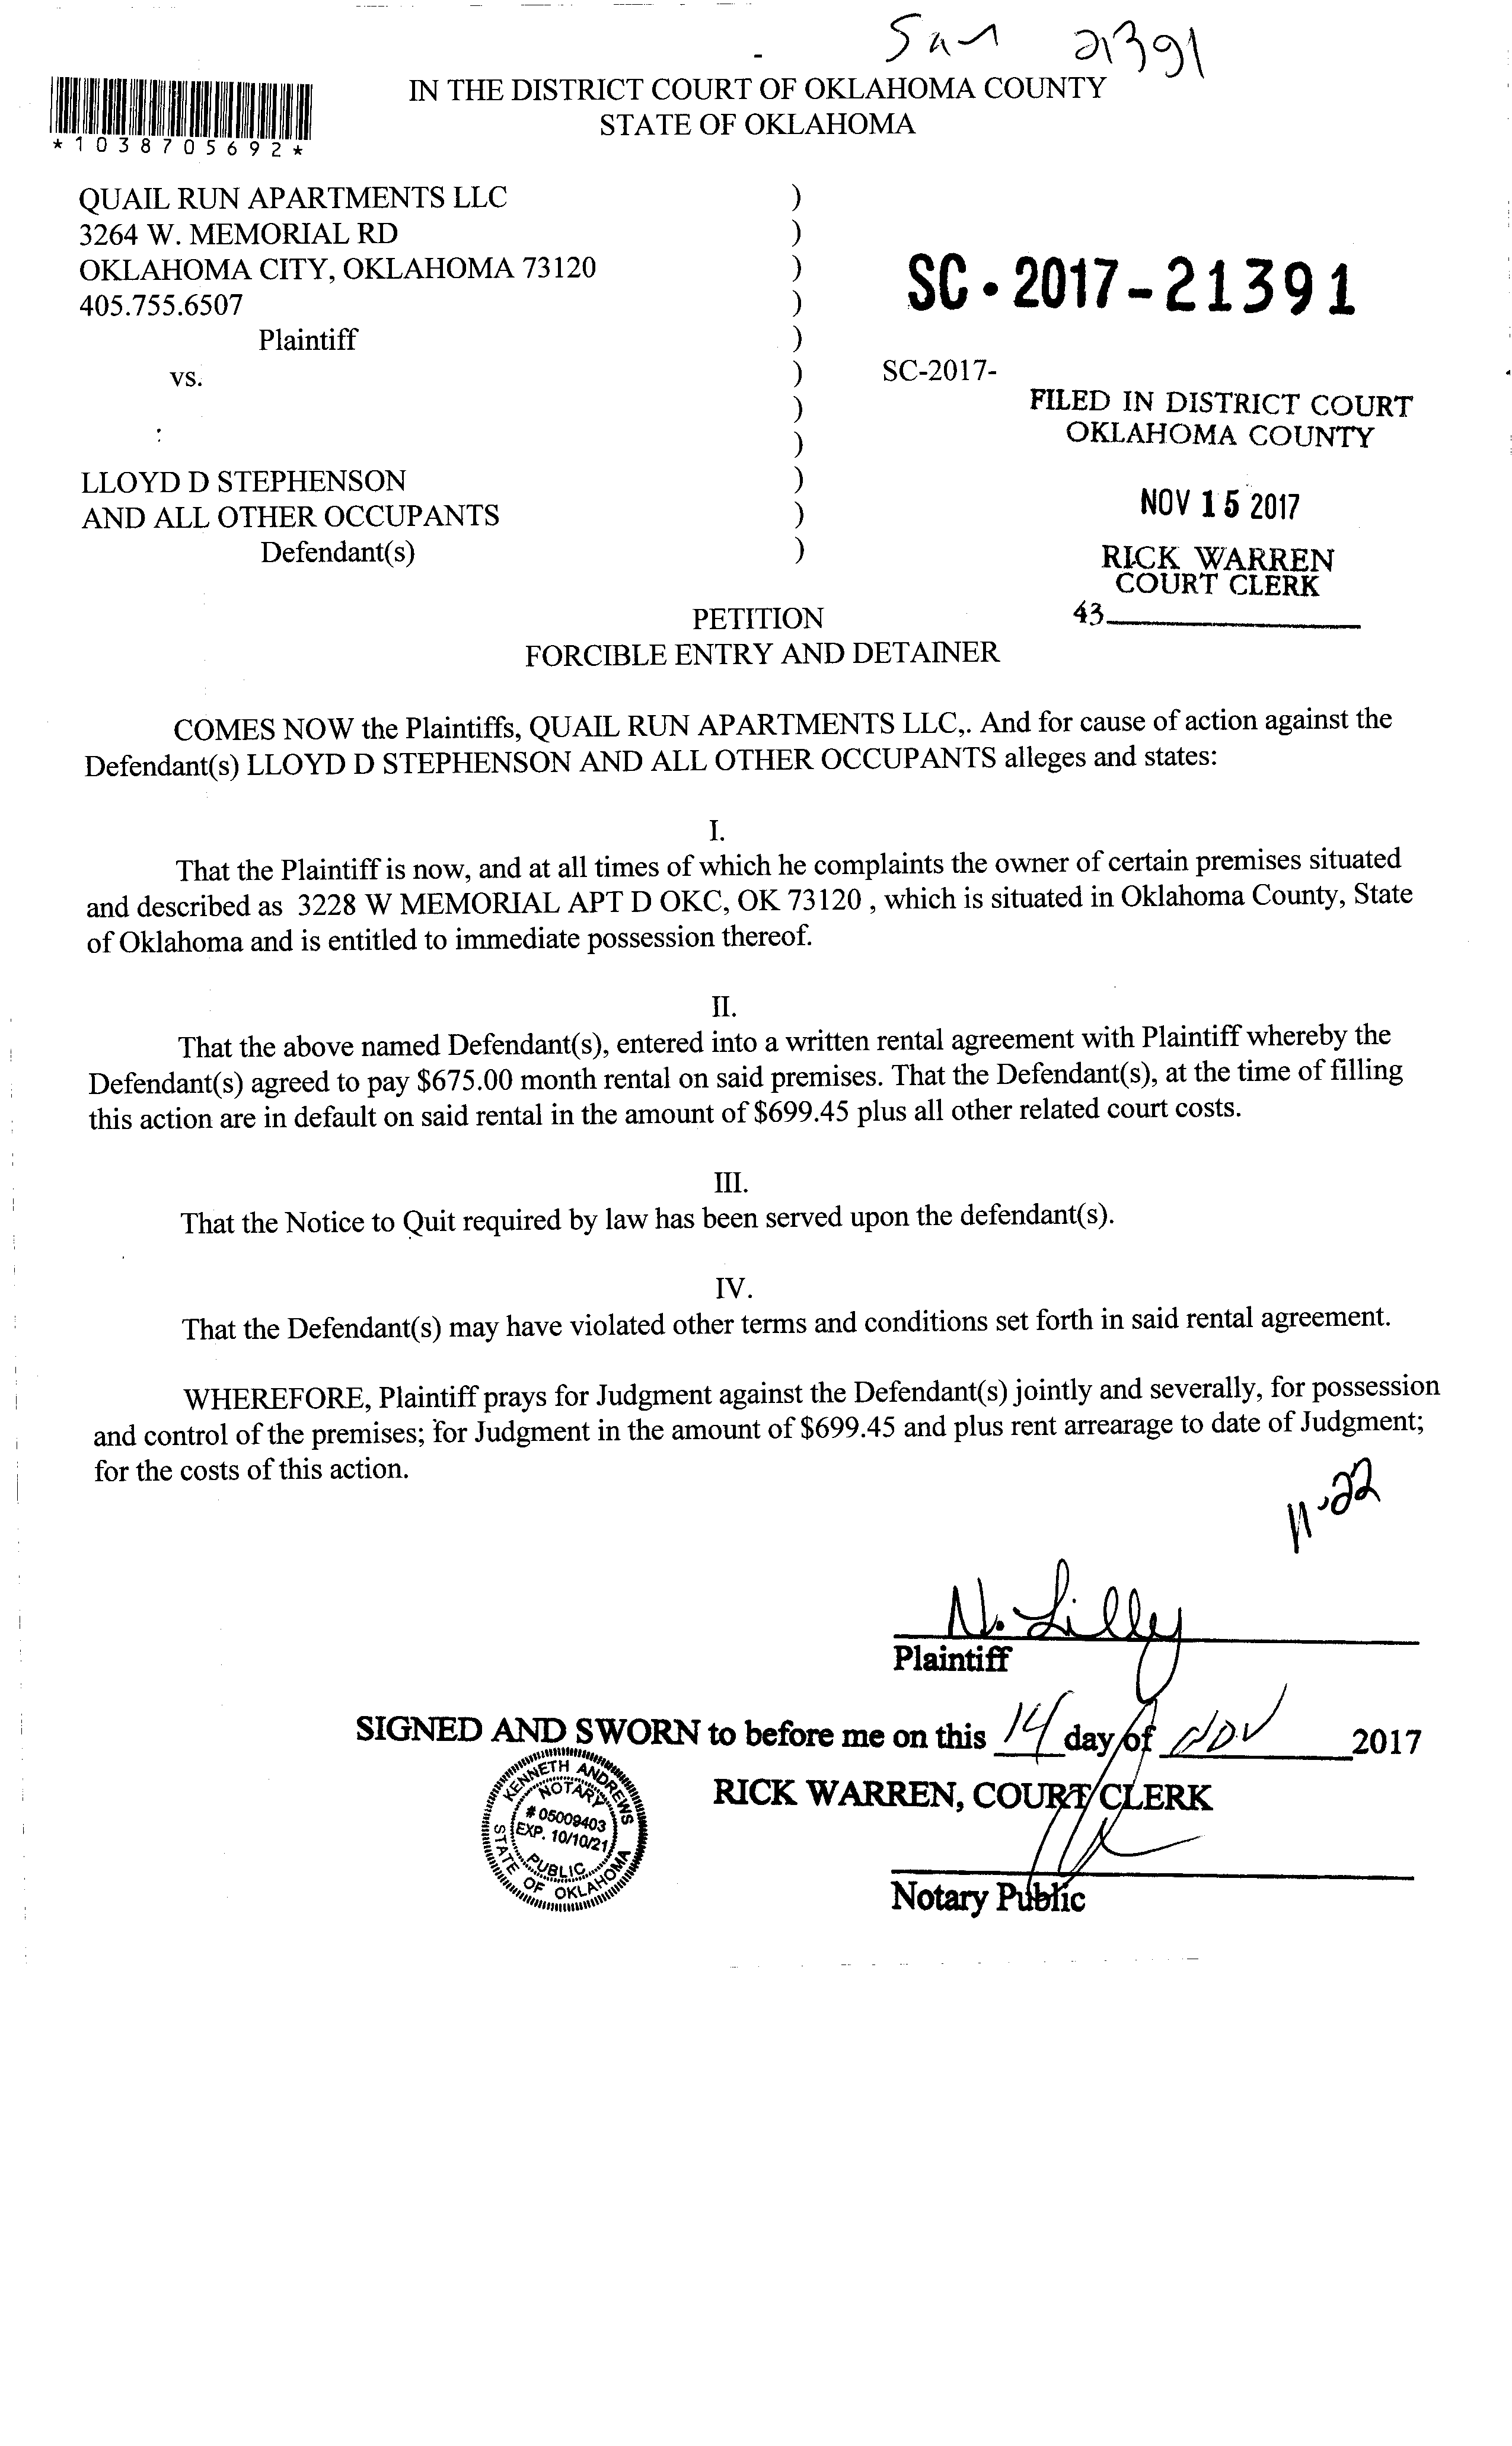 21391
IN THE DISTRICT COURT OF OKLAHOMA COUNTY
STATE OF OKLAHOMA
*1038705692*
QUAIL RUN APARTMENTS LLC )
3264 W. MEMORIAL RD )
OKLAHOMA CITY, OKLAHOMA 73120 )
405.755.6507 )
Plaintiff )
vs. )
)
)
LLOYD D STEPHENSON )
AND ALL OTHER OCCUPANTS )
Defendant(s) )
SC-2017-21391
SC-2017-
FILED IN DISTRICT COURT
OKLAHOMA COUNTY
NOV 15 2017
RICK WARREN
COURT CLERK
43
PETITION
FORCIBLE ENTRY AND DETAINER
COMES NOW the Plaintiffs, QUAIL RUN APARTMENTS LLC,. And for cause of action against the
Defendant(s) LLOYD D STEPHENSON AND ALL OTHER OCCUPANTS alleges and states:
I.
That the Plaintiff is now, and at all times of which he complaints the owner of certain premises situated
and described as 3228 W MEMORIAL APT D OKC, OK 73120 , which is situated in Oklahoma County, State
of Oklahoma and is entitled to immediate possession thereof.
II.
That the above named Defendant(s), entered into a written rental agreement with Plaintiff whereby the
Defendant(s) agreed to pay $675.00 month rental on said premises. That the Defendant(s), at the time of filling
this action are in default on said rental in the amount of $699.45 plus all other related court costs.
III.
That the Notice to Quit required by law has been served upon the defendant(s).
IV.
That the Defendant(s) may have violated other terms and conditions set forth in said rental agreement.
WHEREFORE, Plaintiff prays for Judgment against the Defendant(s) jointly and severally, for possession
and control of the premises; for Judgment in the amount of $699.45 and plus rent arrearage to date of Judgment;
for the costs of this action.
11-22
N. Lilly
Plaintiff
SIGNED AND SWORN to before me on this 14 day of NOV 2017
RICK WARREN, COURT CLERK
KENNETH ANDREWS
NOTARY
# 05009403
EXP. 10/10/21
PUBLIC
STATE OF OKLAHOMA
Notary Public